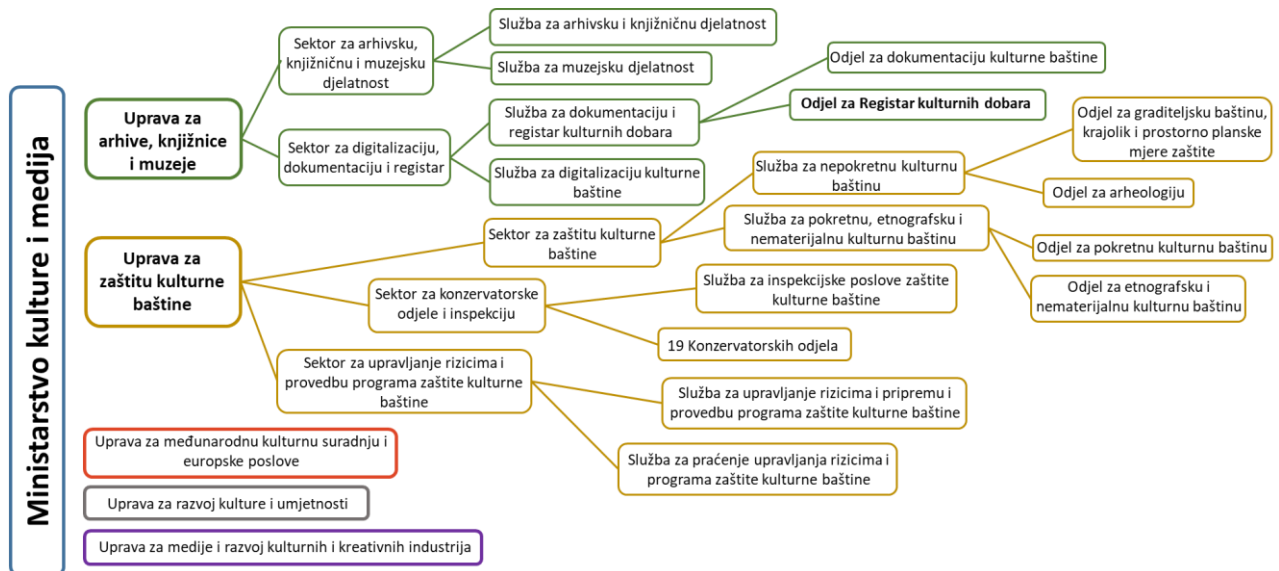 Ministarstvo kulture i medija
Uprava za
arhive, knjižnice
i muzeje
Sektor za arhivsku,
knjižničnu i muzejsku
djelatnost
Služba za arhivsku i knjižničnu djelatnost
Služba za muzejsku djelatnost
Sektor za digitalizaciju,
dokumentaciju i registar
Služba za dokumentaciju i
registar kulturnih dobara
Odjel za dokumentaciju kulturne baštine
Odjel za Registar kulturnih dobara
Služba za digitalizaciju kulturne
baštine
Uprava za
zaštitu kulturne
baštine
Sektor za zaštitu kulturne
baštine
Služba za nepokretnu kulturnu
baštinu
Odjel za graditeljsku baštinu,
krajolik i prostorno planske
mjere zaštite
Odjel za arheologiju
Služba za pokretnu, etnografsku i
nematerijalnu kulturnu baštinu
Odjel za pokretnu kulturnu baštinu
Odjel za etnografsku i
nematerijalnu kulturnu baštinu
Sektor za konzervatorske
odjele i inspekciju
Služba za inspekcijske poslove zaštite
kulturne baštine
19 Konzervatorskih odjela
Sektor za upravljanje rizicima i
provedbu programa zaštite kulturne
baštine
Služba za upravljanje rizicima i pripremu i
provedbu programa zaštite kulturne baštine
Služba za praćenje upravljanja rizicima i
programa zaštite kulturne baštine
Uprava za međunarodnu kulturnu suradnju i
europske poslove
Uprava za razvoj kulture i umjetnosti
Uprava za medije i razvoj kulturnih i kreativnih industrija